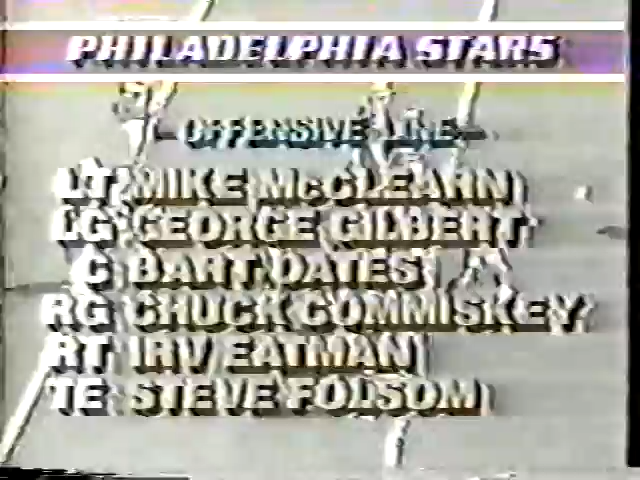 PHILADELPHIA STARS
OFFENSIVE LINE
LT MIKE McCLEARN
LG GEORGE GILBERT
C BART OATES
RG CHUCK COMMISKEY
RT IRV EATMAN
TE STEVE FOLSOM